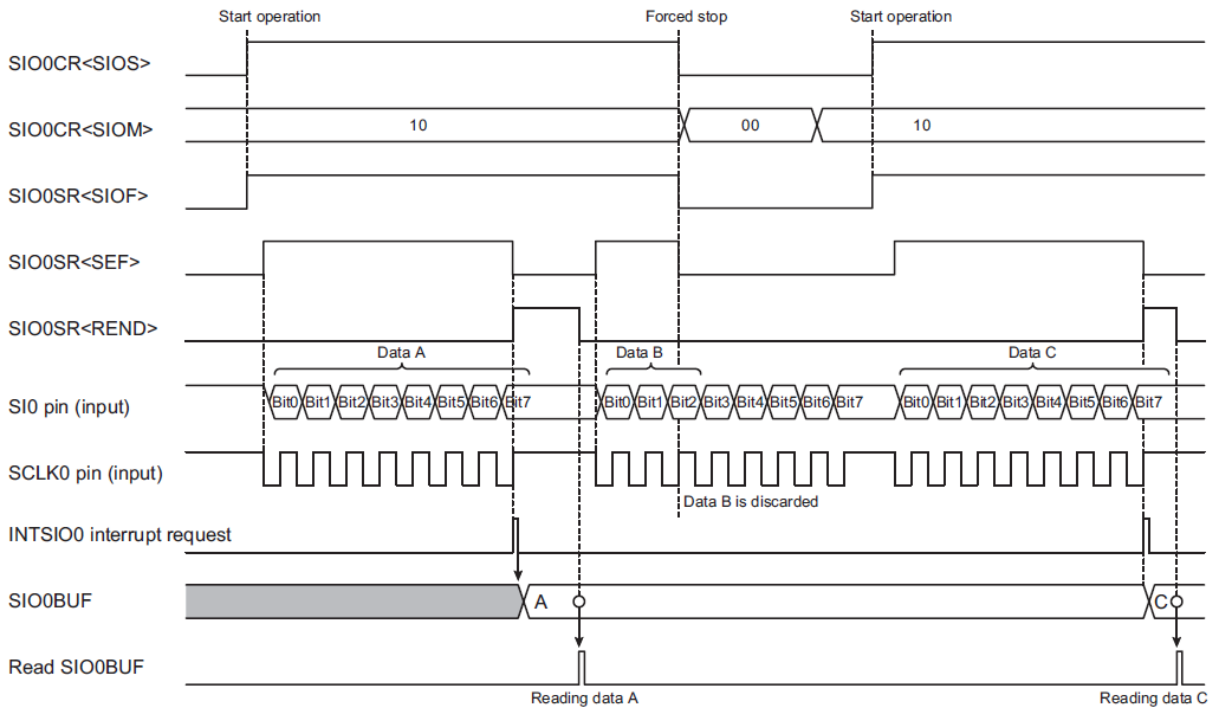 Start operation Forced stop Start operation
SIO0CR<SIOS>
SIO0CR<SIOM> 10 00 10
SIO0SR<SIOF>
SIO0SR<SEF>
SIO0SR<REND>
Data A Data B Data C
SI0 pin (input) Bit0 Bit1 Bit2 Bit3 Bit4 Bit5 Bit6 Bit7 Bit0 Bit1 Bit2 Bit3 Bit4 Bit5 Bit6 Bit7 Bit0 Bit1 Bit2 Bit3 Bit4 Bit5 Bit6 Bit7
SCLK0 pin (input)
Data B is discarded
INTSIO0 interrupt request
SIO0BUF A C
Read SIO0BUF
Reading data A Reading data C